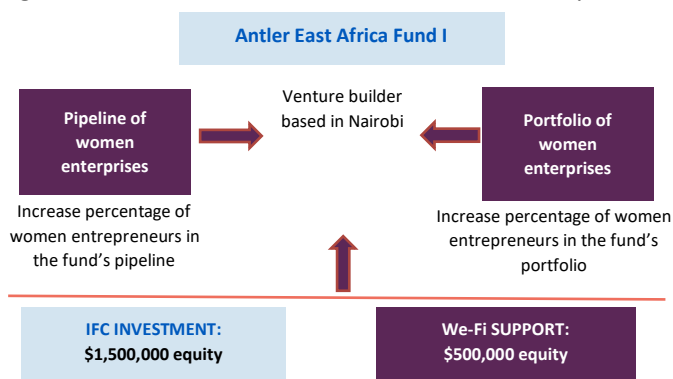 Antler East Africa Fund I
Pipeline of
women
enterprises
Venture builder
based in Nairobi
Portfolio of
women
enterprises
Increase percentage of
women entrepreneurs in
the fund's pipeline
Increase percentage of women
entrepreneurs in the fund's
portfolio
IFC INVESTMENT:
$1,500,000 equity
We-Fi SUPPORT:
$500,000 equity